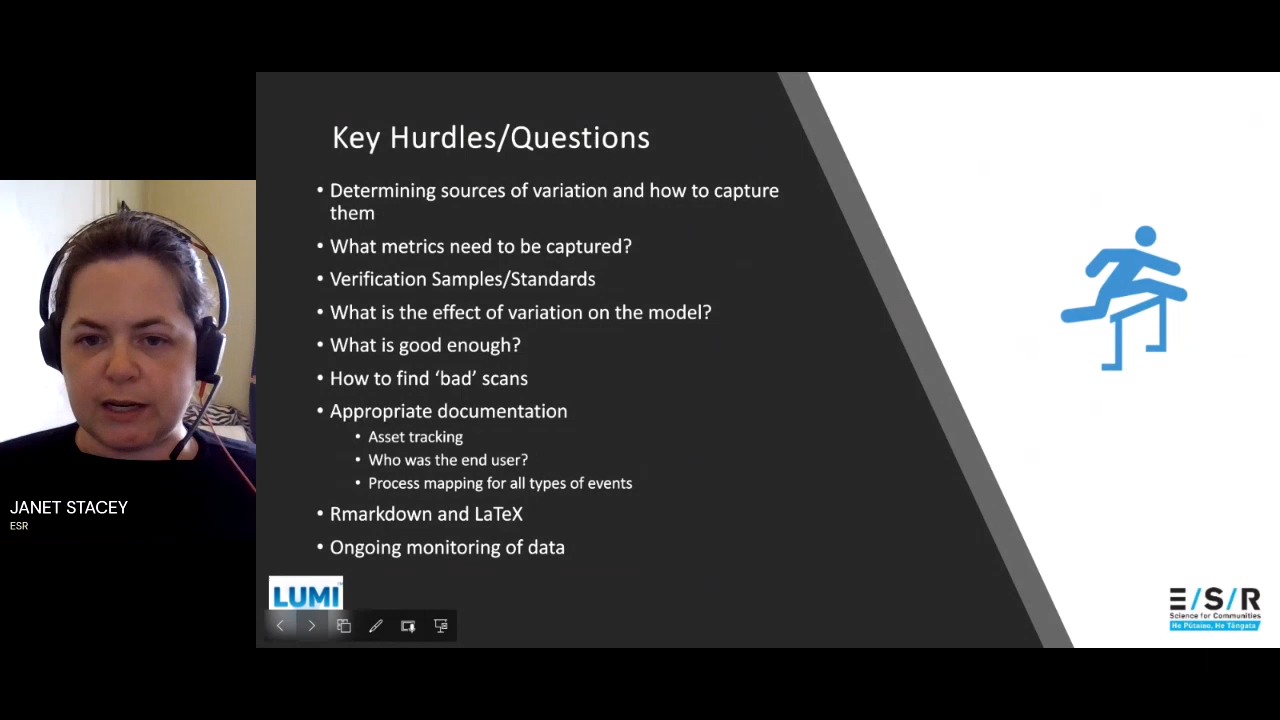 Key Hurdles/Questions
• Determining sources of variation and how to capture
them
• What metrics need to be captured?
• Verification Samples/Standards
• What is the effect of variation on the model?
• What is good enough?
• How to find ‘bad’ scans
• Appropriate documentation
• Asset tracking
• Who was the end user?
• Process mapping for all types of events
• Rmarkdown and LaTeX
• Ongoing monitoring of data
JANET STACEY
ESR
LUMI™
E/S/R
Science for Communities
He Pūtaiao, He Tāngata